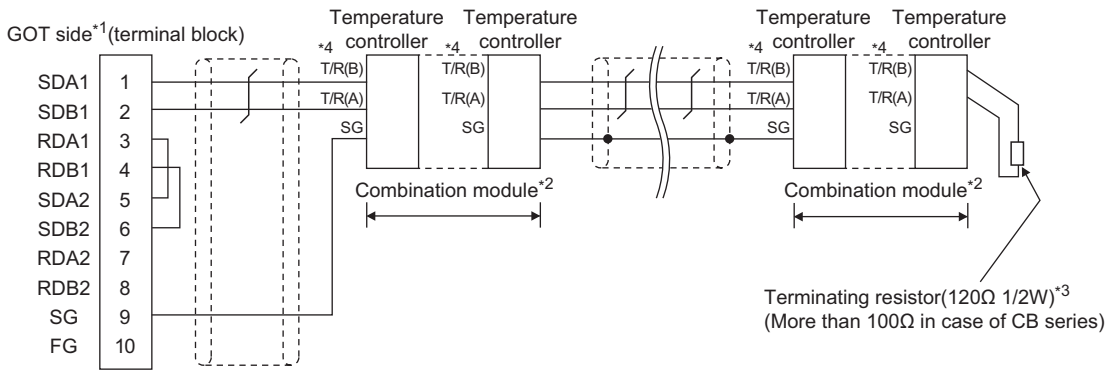 GOT side*1(terminal block)
SDA1 1
SDB1 2
RDA1 3
RDB1 4
SDA2 5
SDB2 6
RDA2 7
RDB2 8
SG 9
FG 10
Temperature controller
*4
T/R(B)
T/R(A)
SG
Temperature controller
*4
T/R(B)
T/R(A)
SG
Combination module*2
Temperature controller
*4
T/R(B)
T/R(A)
SG
Temperature controller
*4
T/R(B)
T/R(A)
SG
Combination module*2
Terminating resistor(120Ω 1/2W)*3
(More than 100Ω in case of CB series)